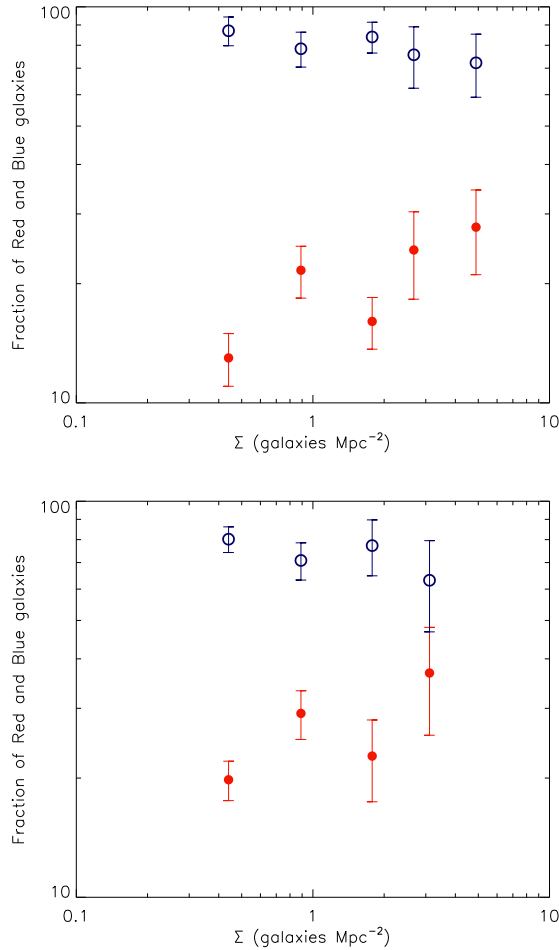 100
10
Fraction of Red and Blue galaxies
0.1
1
10
Σ (galaxies Mpc⁻²)
100
10
Fraction of Red and Blue galaxies
0.1
1
10
Σ (galaxies Mpc⁻²)